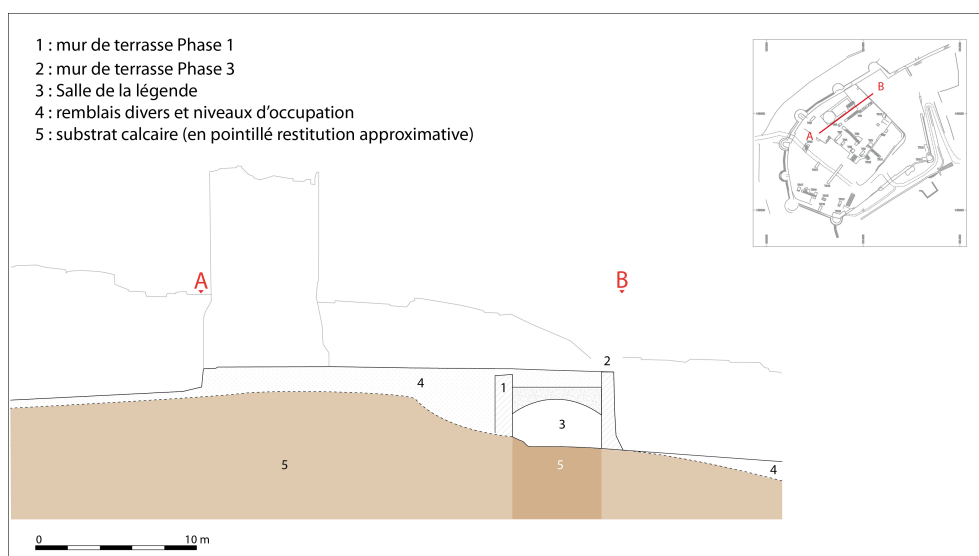 1 : mur de terrasse Phase 1
2 : mur de terrasse Phase 3
3 : Salle de la légende
4 : remblais divers et niveaux d’occupation
5 : substrat calcaire (en pointillé restitution approximative)
B
A
A
B
2
4
1
3
5
5
4
0 10 m